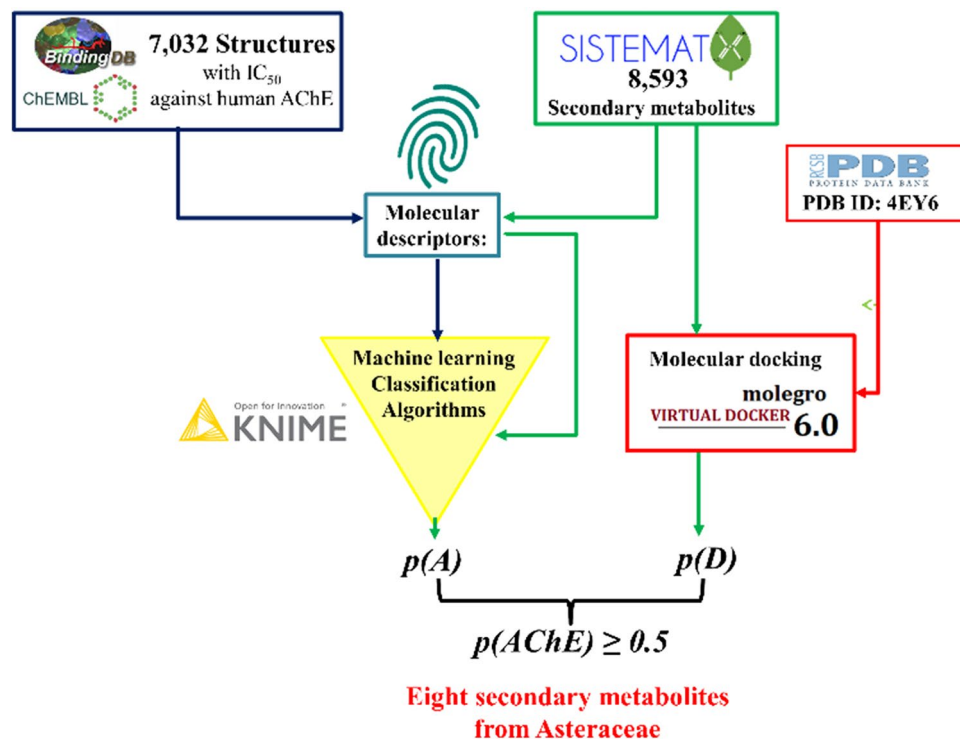 BindingDB
ChEMBL
7,032 Structures
with IC50
against human AChE
SISTEMAT X
8,593
Secondary metabolites
RCSB
PDB
PROTEIN DATA BANK
PDB ID: 4EY6
Molecular
descriptors:
Machine learning
Classification
Algorithms
Open for Innovation
KNIME
Molecular docking
molegro
VIRTUAL DOCKER 6.0
p(A)
p(D)
p(AChE) ≥ 0.5
Eight secondary metabolites
from Asteraceae